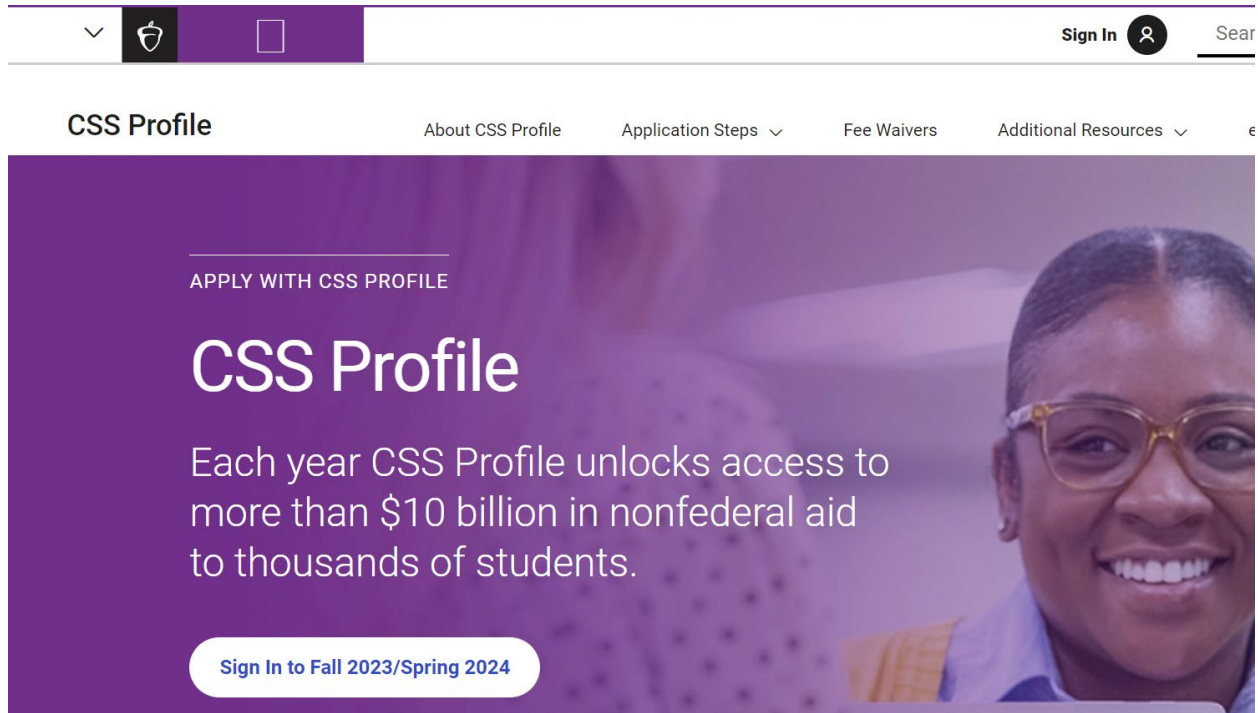 Sign In
CSS Profile
About CSS Profile
Application Steps
Fee Waivers
Additional Resources
APPLY WITH CSS PROFILE
CSS Profile
Each year CSS Profile unlocks access to
more than $10 billion in nonfederal aid
to thousands of students.
Sign In to Fall 2023/Spring 2024